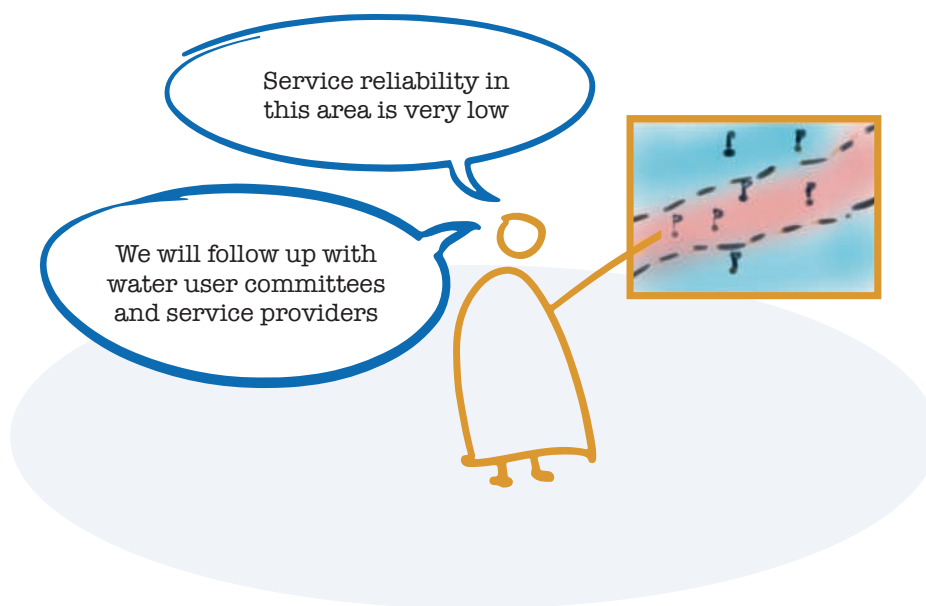 Service reliability in
this area is very low
We will follow up with
water user committees
and service providers